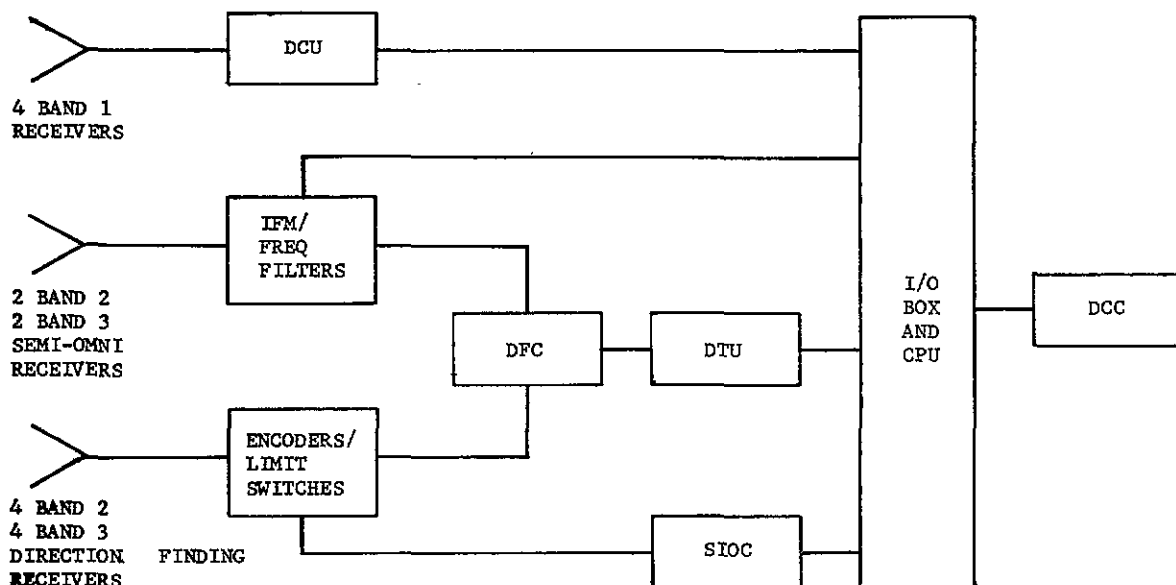 DCU
4 BAND 1
RECEIVERS
IFM/
FREQ
FILTERS
2 BAND 2
2 BAND 3
SEMI-OMNI
RECEIVERS
DFC
DTU
I/O
BOX
AND
CPU
DCC
ENCODERS/
LIMIT
SWITCHES
4 BAND 2
4 BAND 3
DIRECTION FINDING
RECEIVERS
SIOC